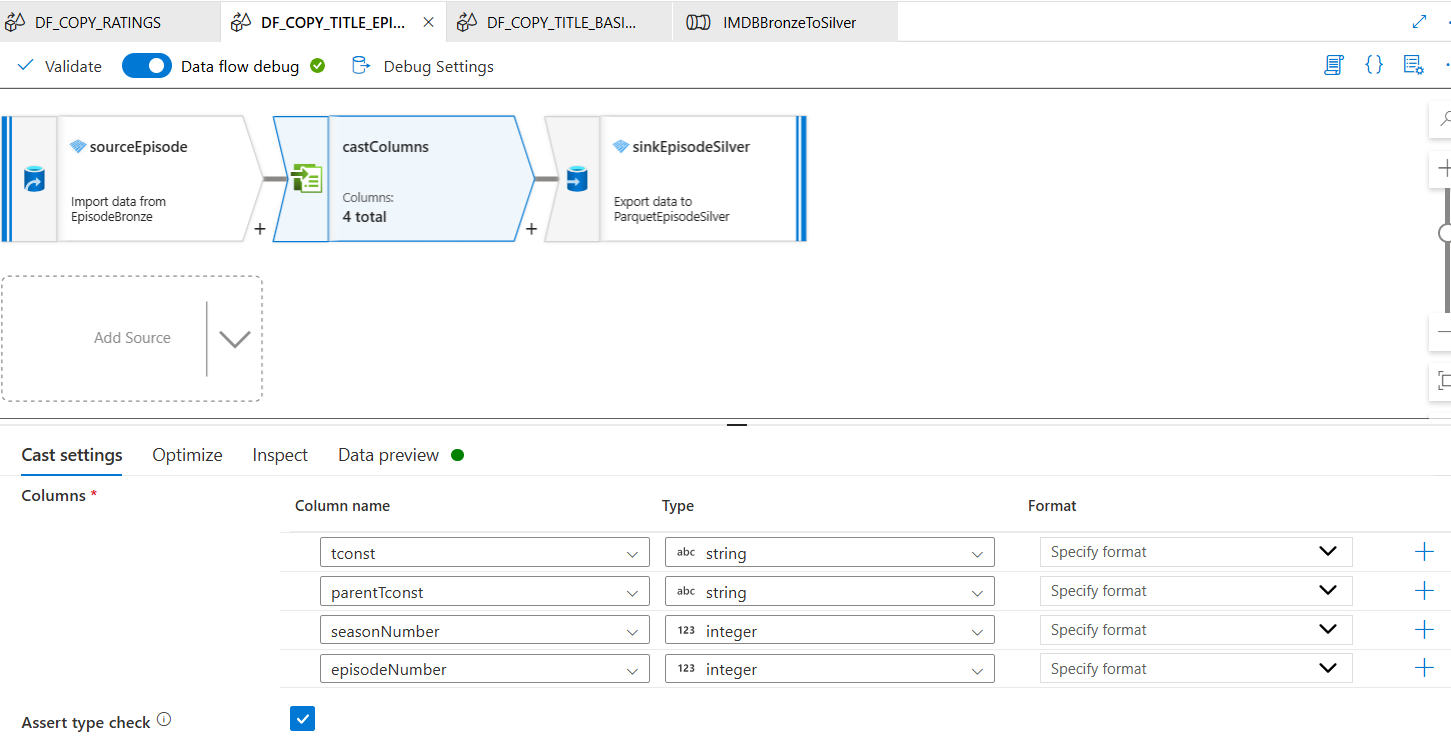 DF_COPY_RATINGS
DF_COPY_TITLE_EPI...
DF_COPY_TITLE_BASI...
IMDBBronzeToSilver
Validate
Data flow debug
Debug Settings
sourceEpisode
Import data from
EpisodeBronze
+
castColumns
Columns:
4 total
+
sinkEpisodeSilver
Export data to
ParquetEpisodeSilver
Add Source
Cast settings Optimize Inspect Data preview
Columns *
Column name Type Format
tconst abc string Specify format
parentTconst abc string Specify format
seasonNumber 123 integer Specify format
episodeNumber 123 integer Specify format
Assert type check